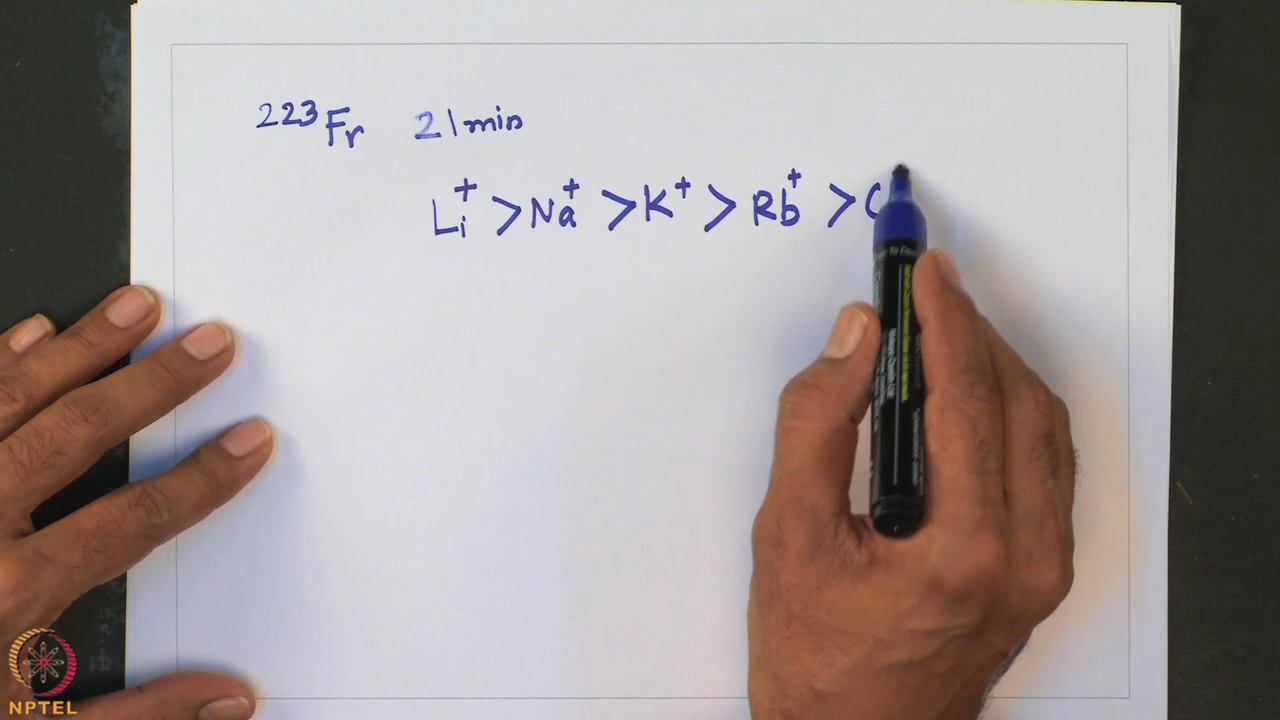 ²²³Fr 21min
Li⁺ > Na⁺ > K⁺ > Rb⁺ > C
NPTEL